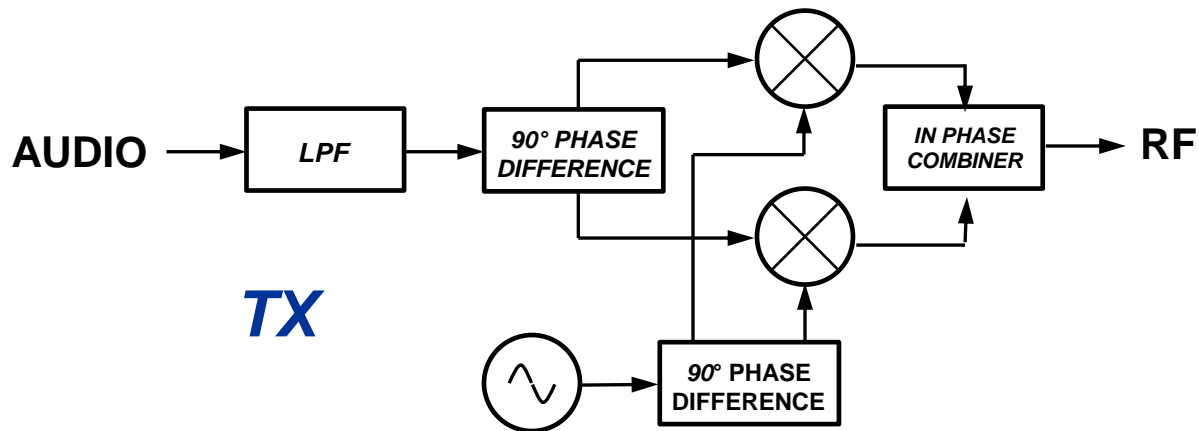 AUDIO
LPF
90° PHASE
DIFFERENCE
IN PHASE
COMBINER
RF
TX
90° PHASE
DIFFERENCE